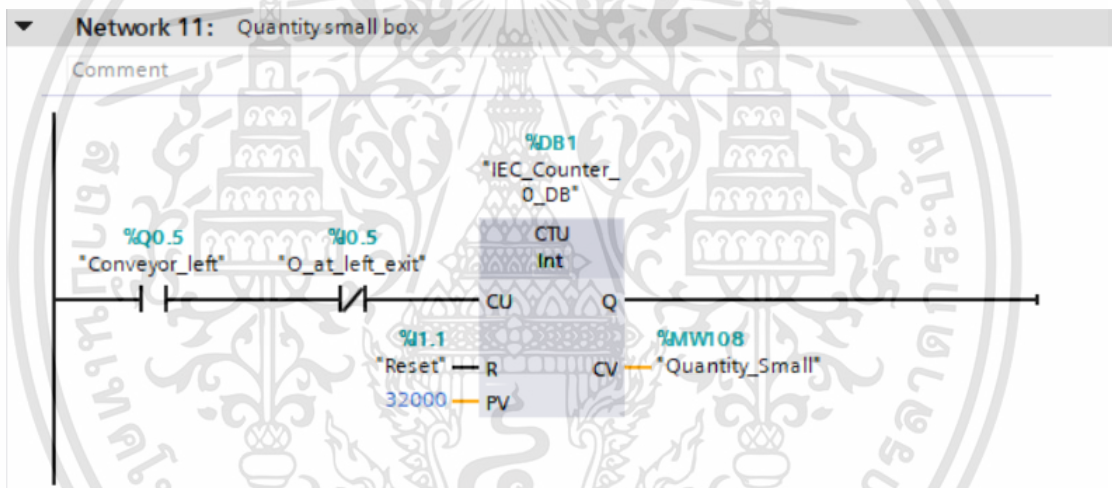 Network 11: Quantity small box
Comment
%DB1
"IEC_Counter_
0_DB"
%Q0.5 %I0.5 CTU
"Conveyor_left" "O_at_left_exit" Int
CU Q
%I1.1 %MW108
"Reset" R CV "Quantity_Small"
32000 PV